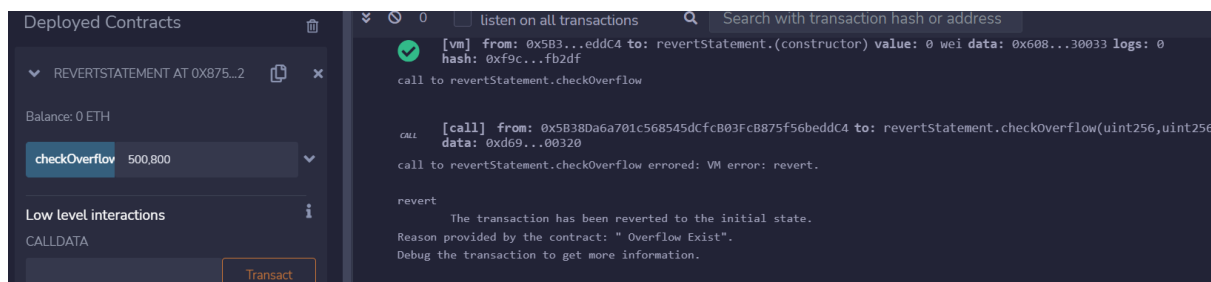 Deployed Contracts
REVERTSTATEMENT AT 0X875...2
Balance: 0 ETH
checkOverflow 500,800
Low level interactions
CALLDATA
Transact
0 listen on all transactions Search with transaction hash or address
[vm] from: 0x5B3...eddC4 to: revertStatement.(constructor) value: 0 wei data: 0x608...30033 logs: 0
hash: 0xf9c...fb2df
call to revertStatement.checkOverflow
CALL [call] from: 0x5B38Da6a701c568545dCfcB03FcB875f56beddC4 to: revertStatement.checkOverflow(uint256,uint256
data: 0xd69...00320
call to revertStatement.checkOverflow errored: VM error: revert.
revert
The transaction has been reverted to the initial state.
Reason provided by the contract: " Overflow Exist".
Debug the transaction to get more information.